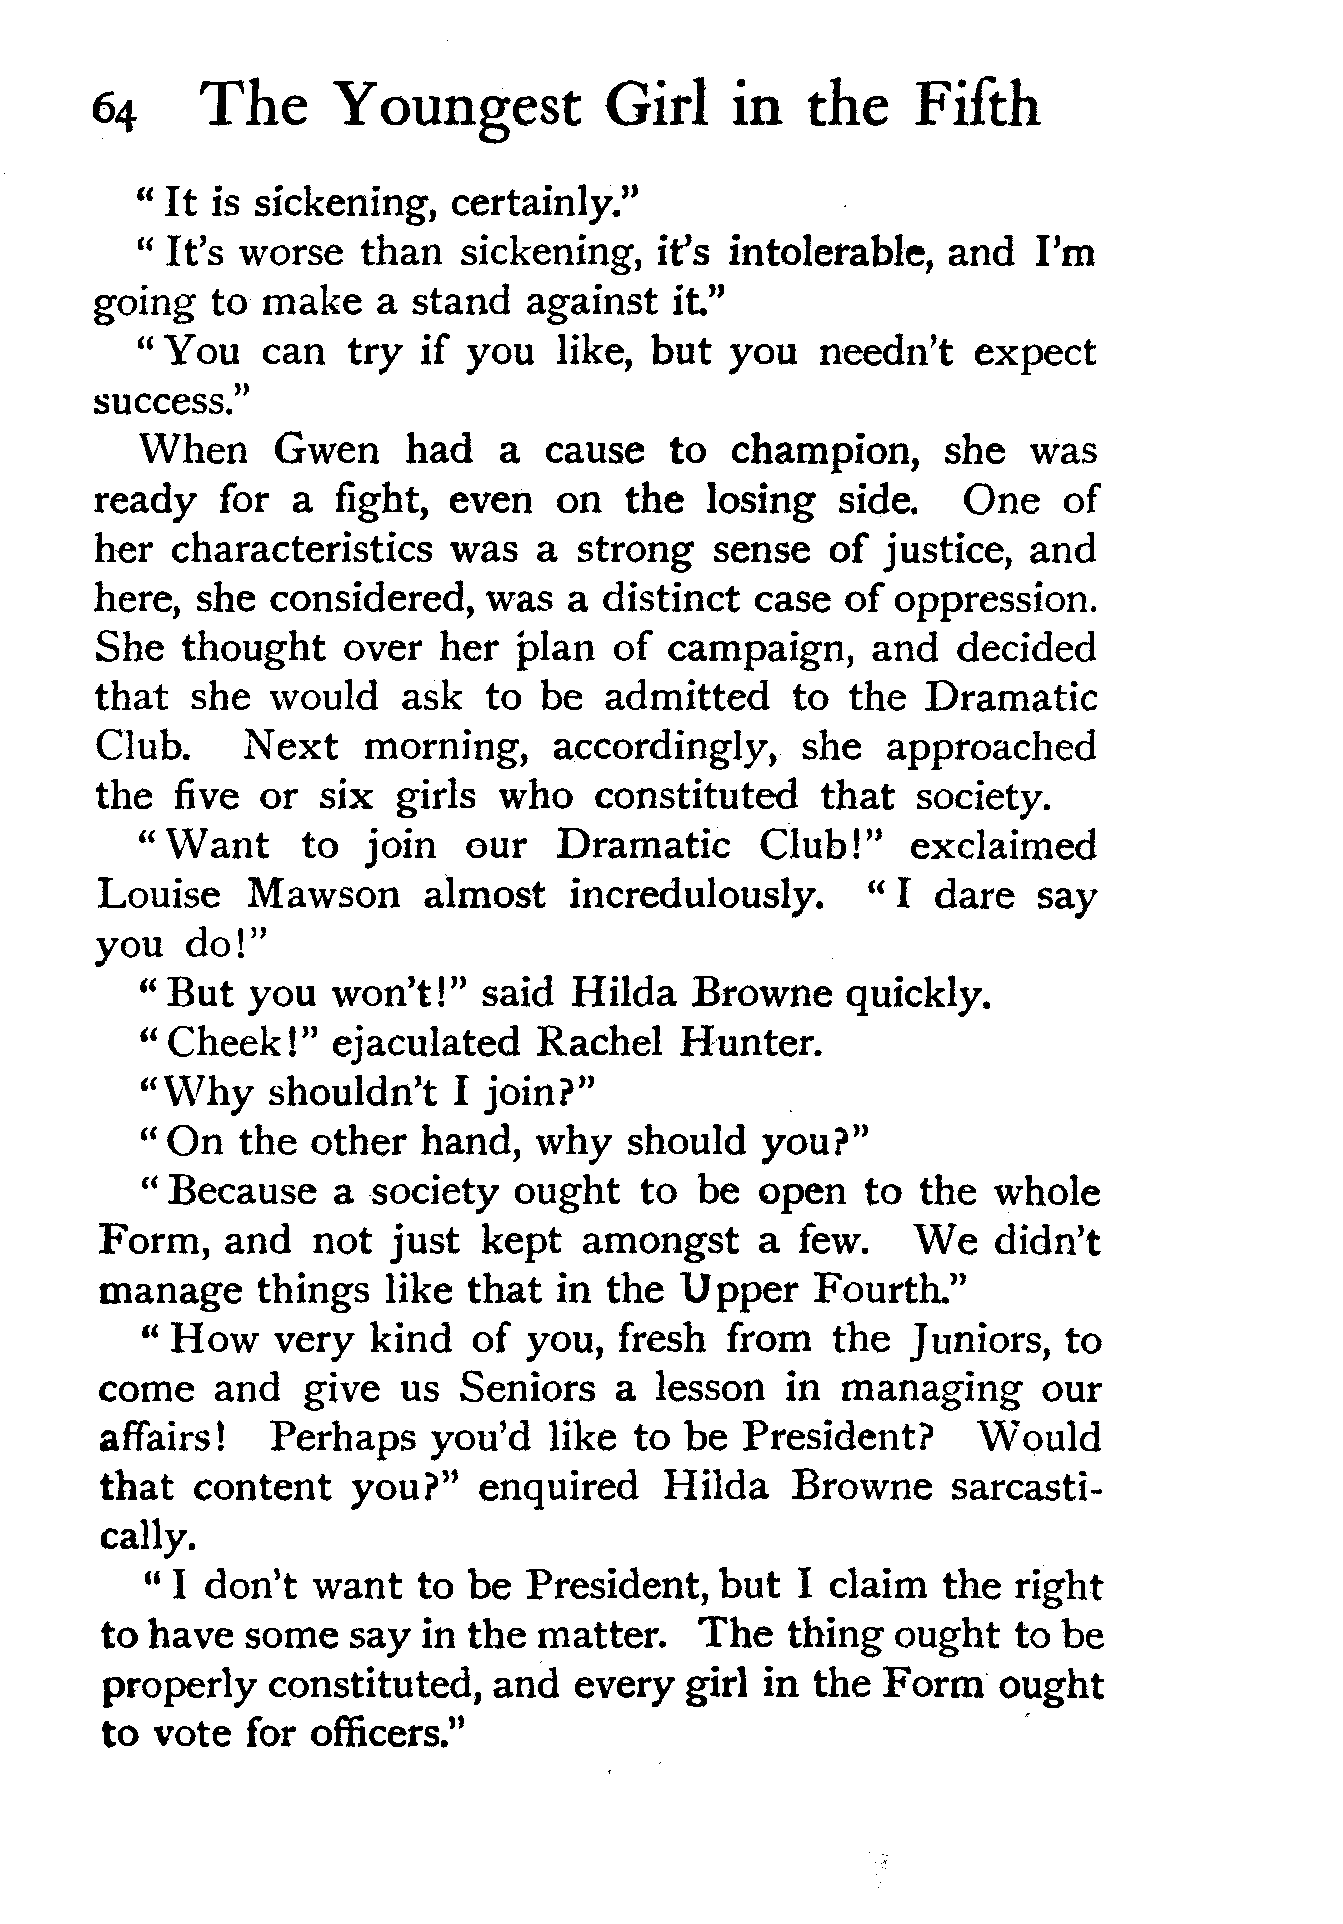 64 The Youngest Girl in the Fifth
“ It is sickening, certainly.”
“ It’s worse than sickening, it’s intolerable, and I’m
going to make a stand against it.”
“ You can try if you like, but you needn’t expect
success.”
When Gwen had a cause to champion, she was
ready for a fight, even on the losing side. One of
her characteristics was a strong sense of justice, and
here, she considered, was a distinct case of oppression.
She thought over her plan of campaign, and decided
that she would ask to be admitted to the Dramatic
Club. Next morning, accordingly, she approached
the five or six girls who constituted that society.
“ Want to join our Dramatic Club!” exclaimed
Louise Mawson almost incredulously. “ I dare say
you do!”
“ But you won’t!” said Hilda Browne quickly.
“ Cheek!” ejaculated Rachel Hunter.
“Why shouldn’t I join?”
“ On the other hand, why should you?”
“ Because a society ought to be open to the whole
Form, and not just kept amongst a few. We didn’t
manage things like that in the Upper Fourth.”
“ How very kind of you, fresh from the Juniors, to
come and give us Seniors a lesson in managing our
affairs! Perhaps you’d like to be President? Would
that content you?” enquired Hilda Browne sarcasti-
cally.
“ I don’t want to be President, but I claim the right
to have some say in the matter. The thing ought to be
properly constituted, and every girl in the Form ought
to vote for officers.”